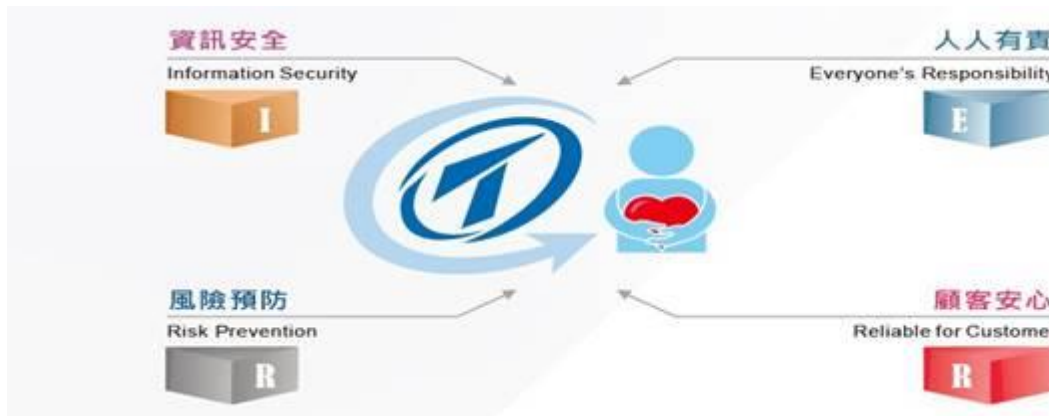 資訊安全
Information Security
I
人人有責
Everyone's Responsibility
E
風險預防
Risk Prevention
R
顧客安心
Reliable for Custome
R